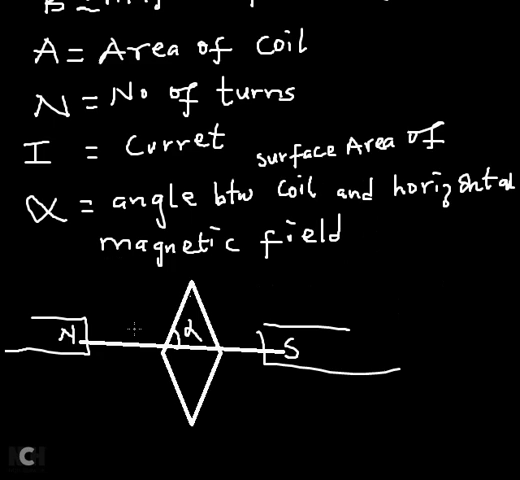 A = Area of coil
N = No of turns
I = Curret
surface Area of
α = angle btw coil and horizontal
magnetic field
N α S
C